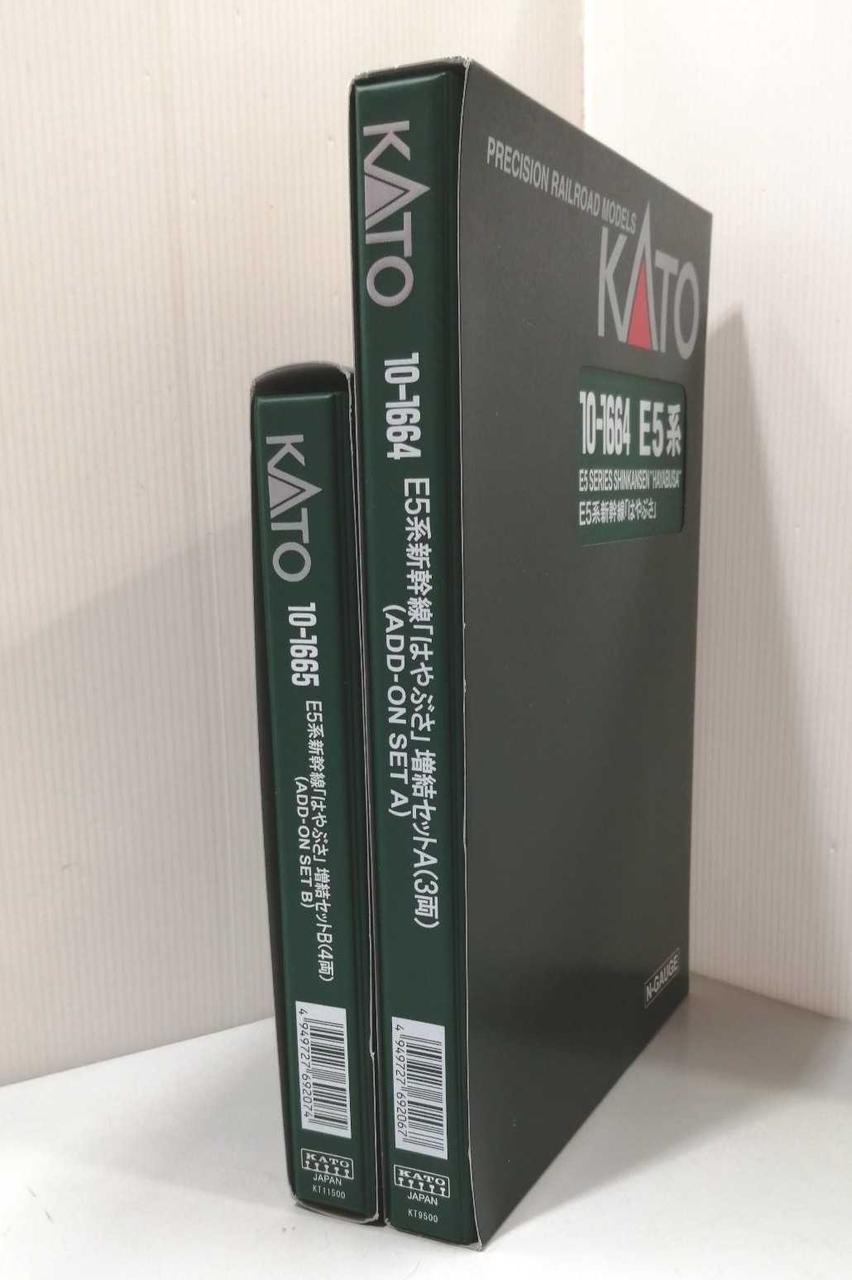 KATO
10-1665
E5系新幹線「はやぶさ」増結セットB(4両)
(ADD-ON SET B)
4 949727 692074
KATO
JAPAN
KT11500
KATO
10-1664
E5系新幹線「はやぶさ」増結セットA(3両)
(ADD-ON SET A)
4 949727 692067
KATO
JAPAN
KT9500
PRECISION RAILROAD MODELS
KATO
10-1664 E5系
E5 SERIES SHINKANSEN "HAYABUSA"
E5系新幹線「はやぶさ」
N-GAUGE